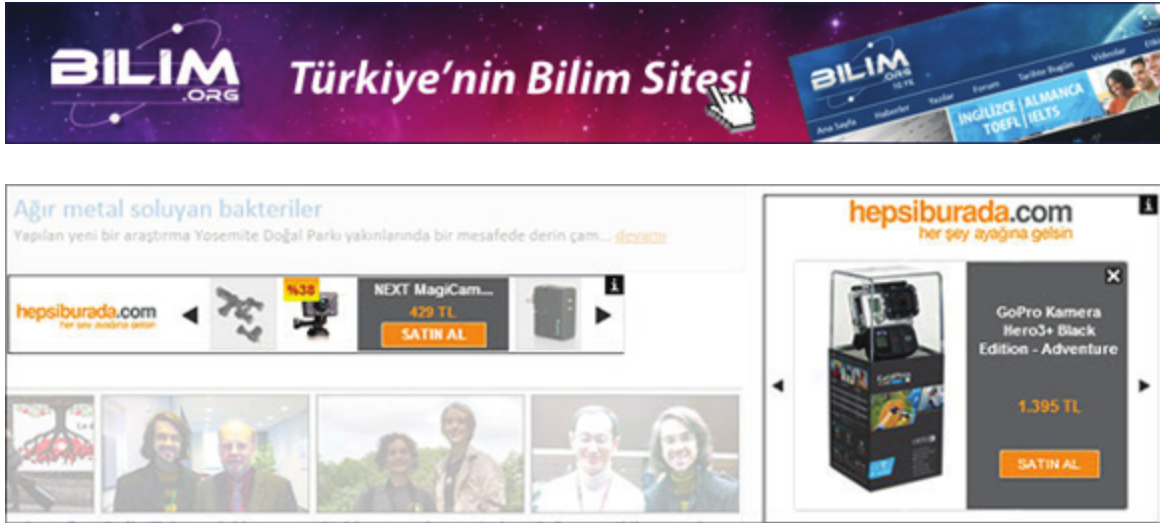 BILIM
.ORG
Türkiye'nin Bilim Sitesi
BILIM
.ORG
10.YIL
Ana Sayfa Haberler Yazılar Forum Tarihte Bugün Videolar
İNGİLİZCE ALMANCA
TOEFL IELTS
Ağır metal soluyan bakteriler
Yapılan yeni bir araştırma Yosemite Doğal Parkı yakınlarında bir mesafede derin çam... devamı
hepsiburada.com
her şey ayağına gelsin
%38
NEXT MagiCam...
429 TL
SATIN AL
i
hepsiburada.com
her şey ayağına gelsin
i
GoPro Kamera
Hero3+ Black
Edition - Adventure
1.395 TL
SATIN AL
GoPro